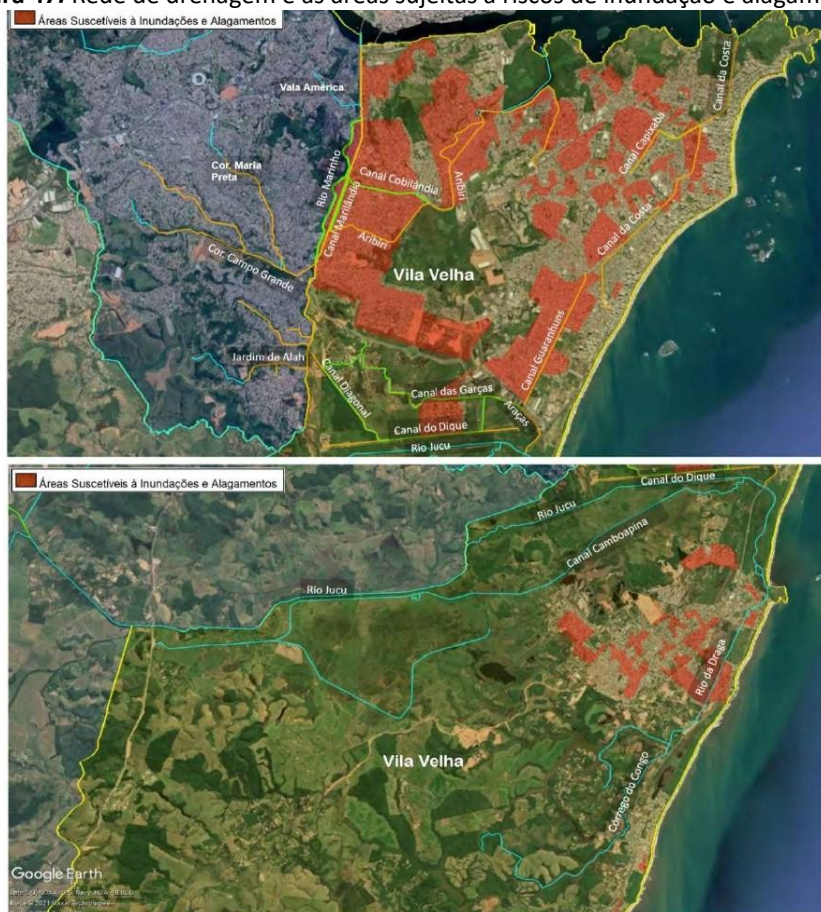 Rede de drenagem e as áreas sujeitas a riscos de inundação e
Áreas Suscetíveis à Inundações e Alagamentos
Canal da Costa
Vala América
Canal Capixaba
Cor. Maria
Preta
Rio Marinho
Canal Cobilândia
Aribiri
Canal Marilândia
Aribiri
Canal da Costa
Cor. Campo Grande
Vila Velha
Canal Guaranhuns
Jardim de Alah
Canal Diagonal
Canal das Garças
Araças
Canal do Dique
Rio Jucu
Áreas Suscetíveis à Inundações e Alagamentos
Canal do Dique
Rio Jucu
Canal Camboapina
Rio Jucu
Rio da Draga
Vila Velha
Córrego do Congo
Google Earth